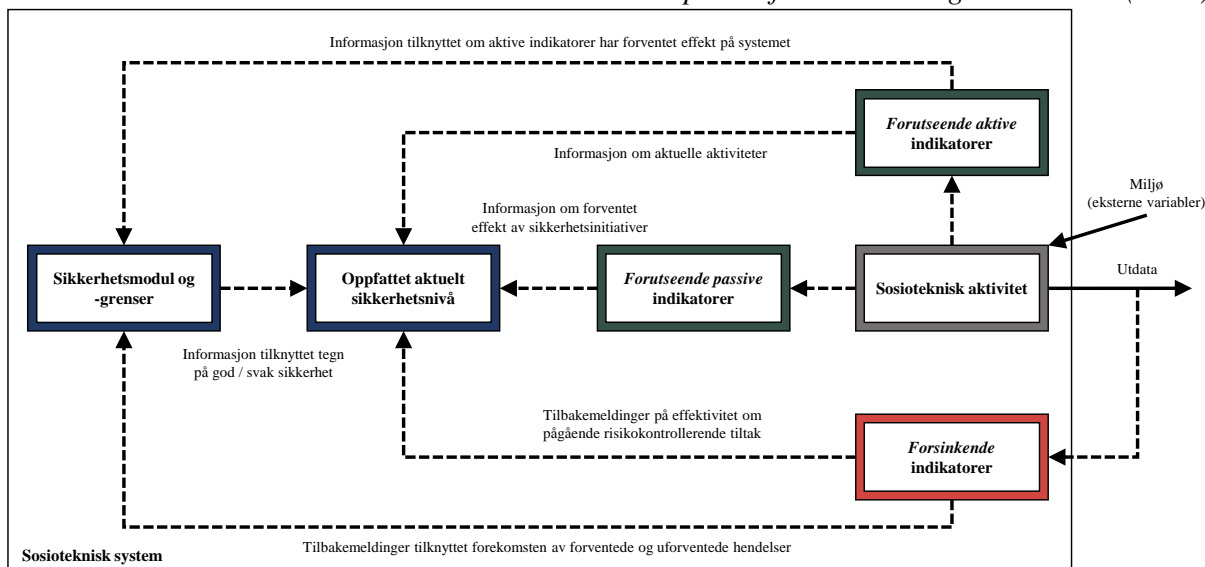 Informasjon tilknyttet om aktive indikatorer har forventet effekt på systemet
Forutseende aktive
indikatorer
Informasjon om aktuelle aktiviteter
Miljø
(eksterne variabler)
Informasjon om forventet
effekt av sikkerhetsinitiativer
Sikkerhetsmodul og
-grenser
Oppfattet aktuelt
sikkerhetsnivå
Forutseende passive
indikatorer
Sosioteknisk aktivitet
Utdata
Informasjon tilknyttet tegn
på god / svak sikkerhet
Tilbakemeldinger på effektivitet om
pågående risikokontrollerende tiltak
Forsinkende
indikatorer
Tilbakemeldinger tilknyttet forekomsten av forventede og uforventede hendelser
Sosioteknisk system